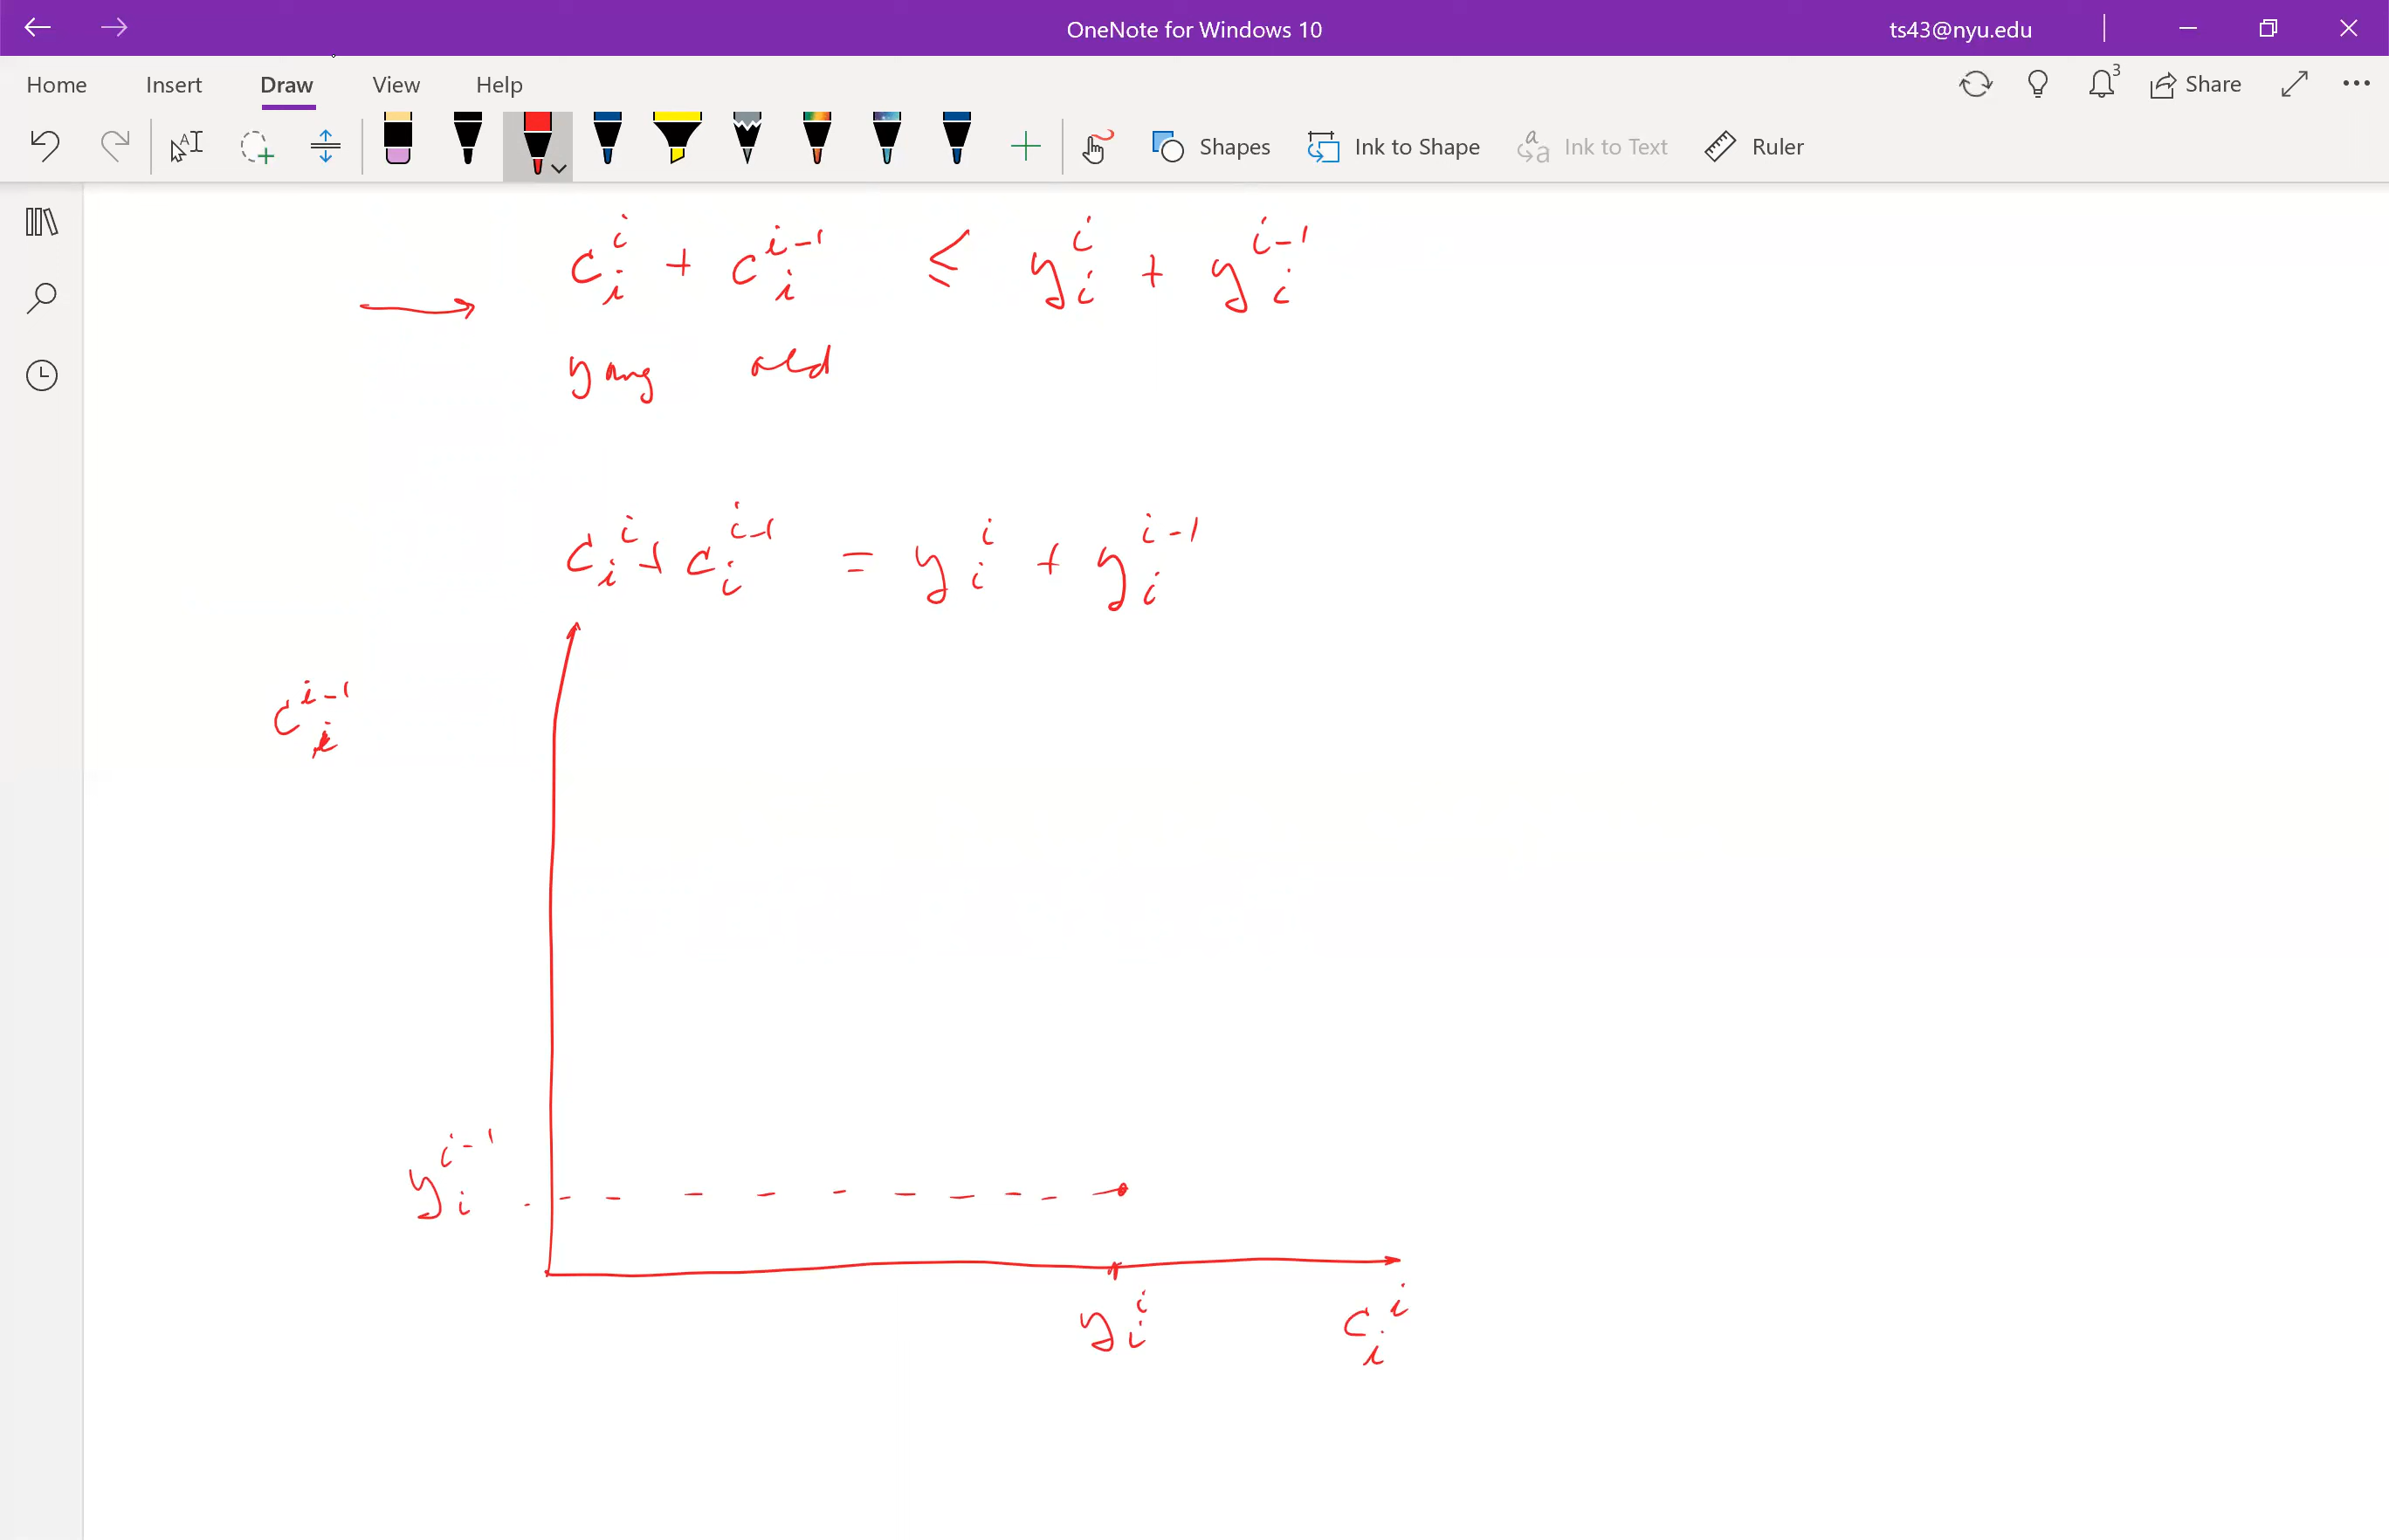 OneNote for Windows 10 ts43@nyu.edu
Home Insert Draw View Help 3 Share
AI Shapes Ink to Shape a a Ink to Text Ruler
c_i^i + c_i^{i-1} ≤ y_i^i + y_i^{i-1}
young old
c_i^i + c_i^{i-1} = y_i^i + y_i^{i-1}
c_i^{i-1}
y_i^{i-1}
y_i^i c_i^i